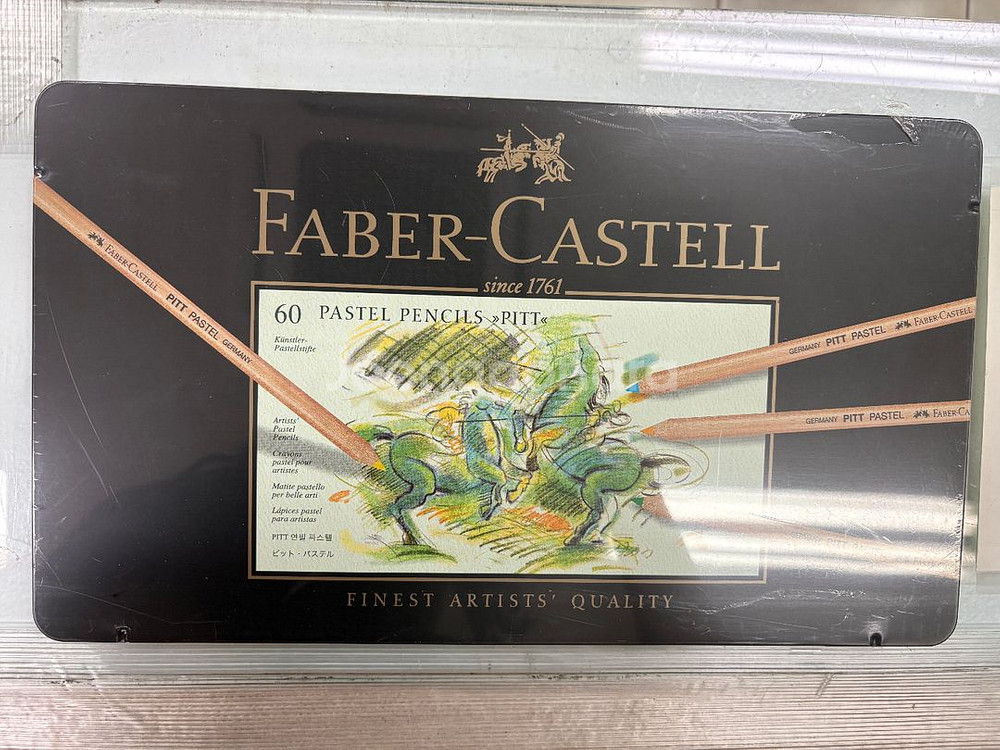 FABER-CASTELL
since 1761
60 PASTEL PENCILS »PITT«
Künstler-
Pastellstifte
Artists'
Pastel
Pencils
Crayons
pastel pour
artistes
Matite pastello
per belle arti
Lápices pastel
para artistas
PITT 연필 파스텔
ピット・パステル
FINEST ARTISTS' QUALITY
FABER-CASTELL PITT PASTEL GERMANY
GERMANY PITT PASTEL FABER-CASTELL
GERMANY PITT PASTEL FABER-CA